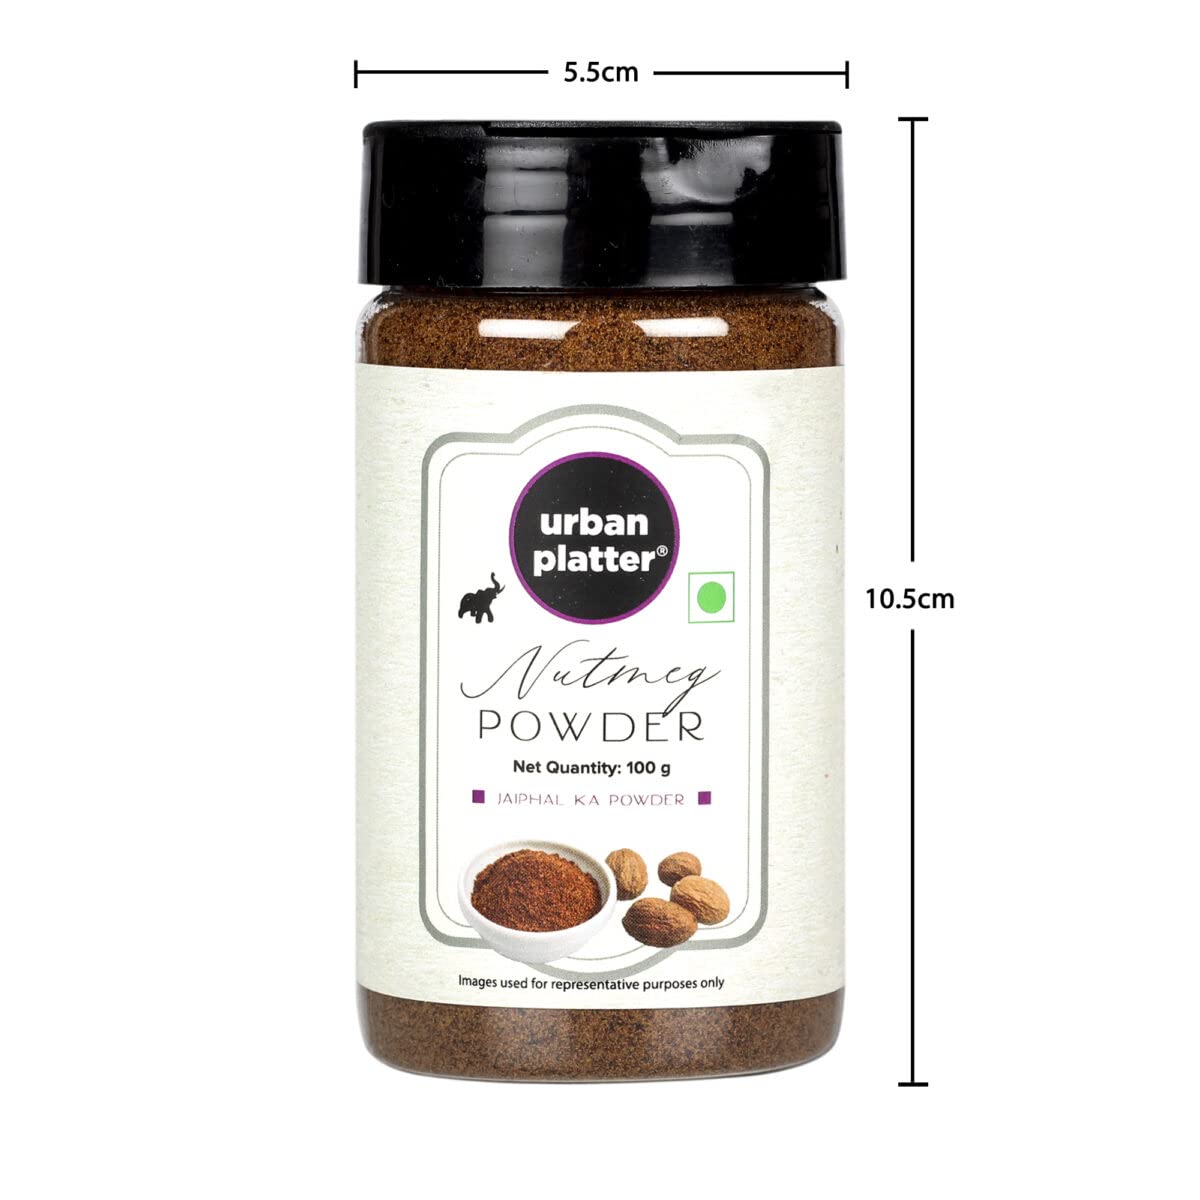 5.5cm
urban
platter®
10.5cm
Nutmeg
POWDER
Net Quantity: 100 g
JAIPHAL KA POWDER
Images used for representative purposes only